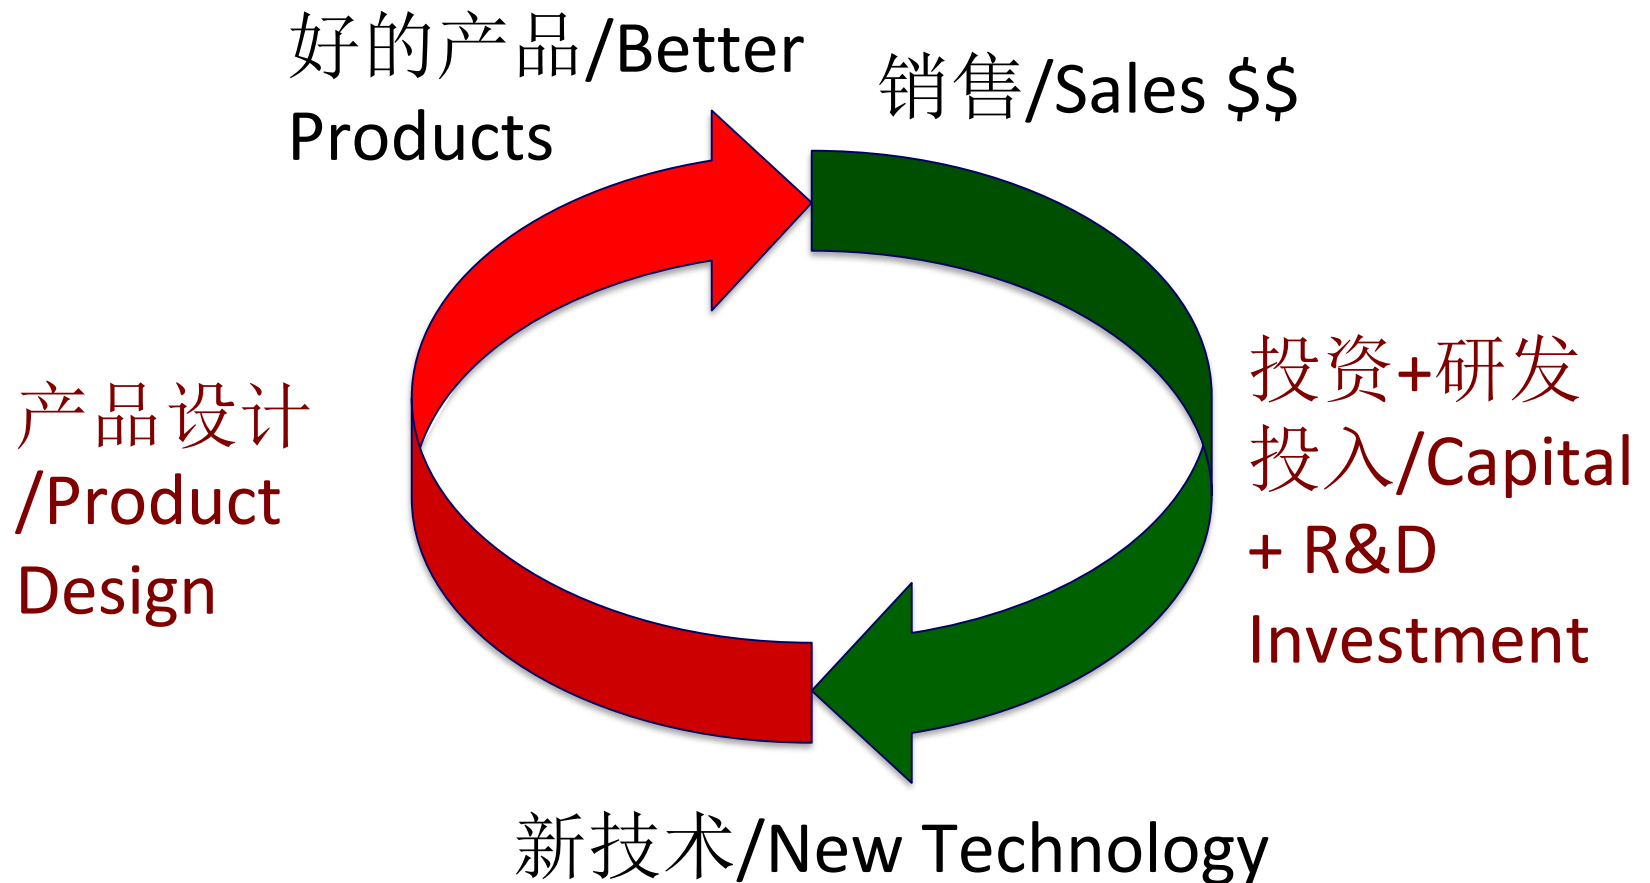 好的产品/Better
Products
销售/Sales $$
投资+研发
投入/Capital
+ R&D
Investment
新技术/New Technology
产品设计
/Product
Design